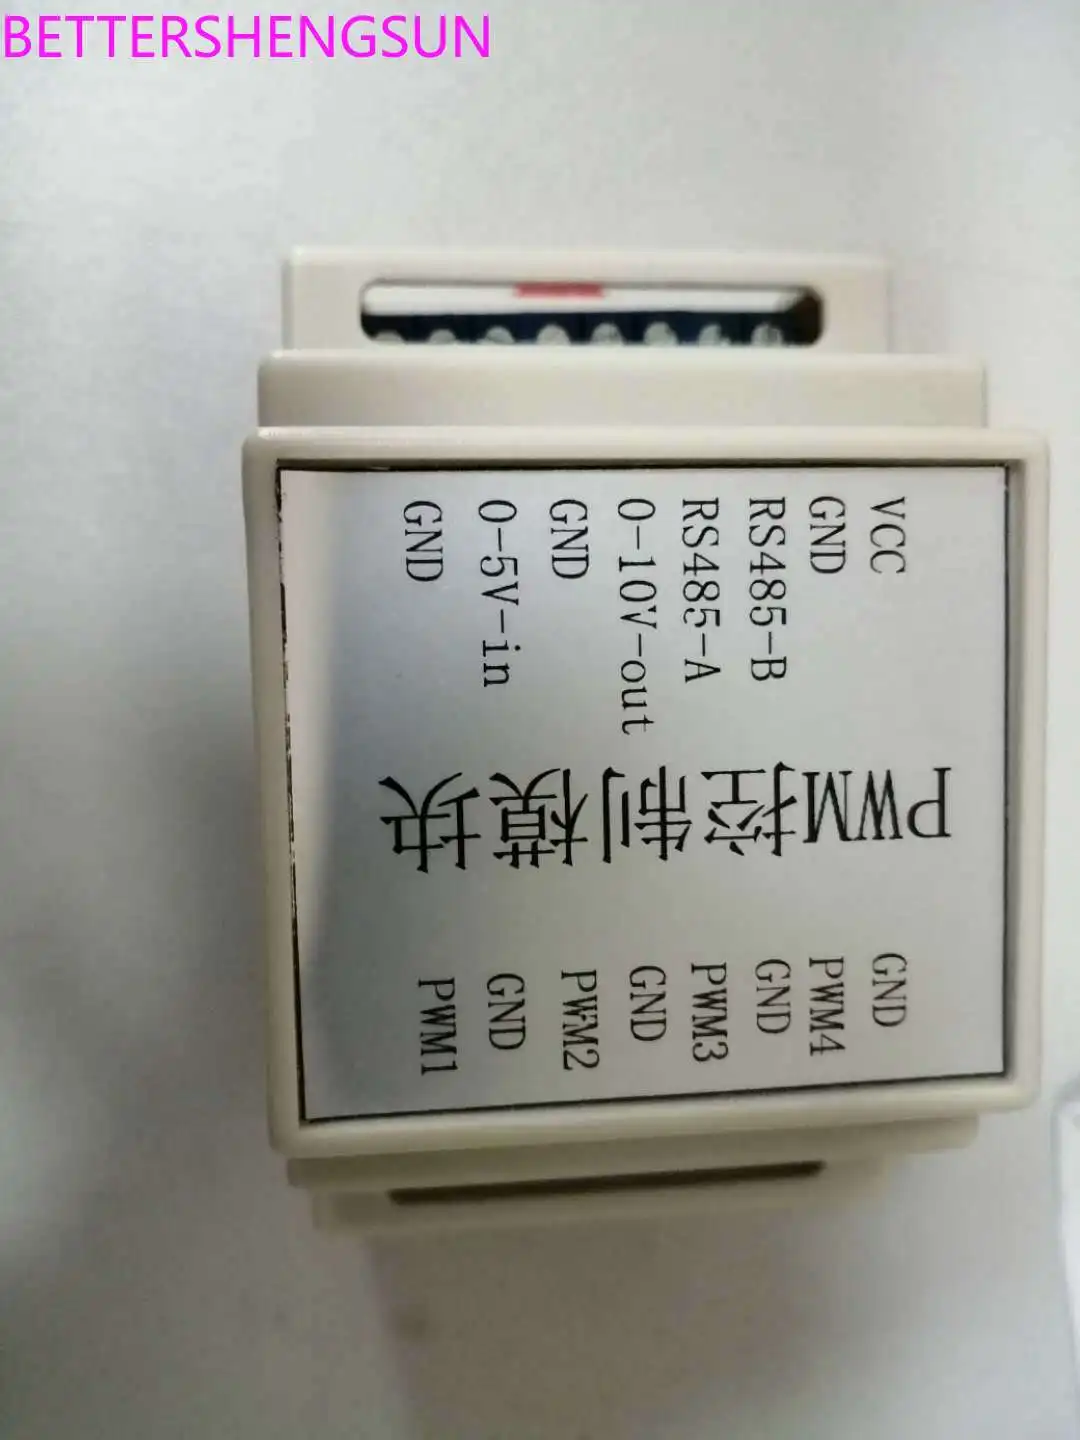 BETTERSHENGSUN
VCC
GND
RS485-B
RS485-A
0-10V-out
GND
0-5V-in
GND
PWM控制模块
GND
PWM4
GND
PWM3
GND
PWM2
GND
PWM1